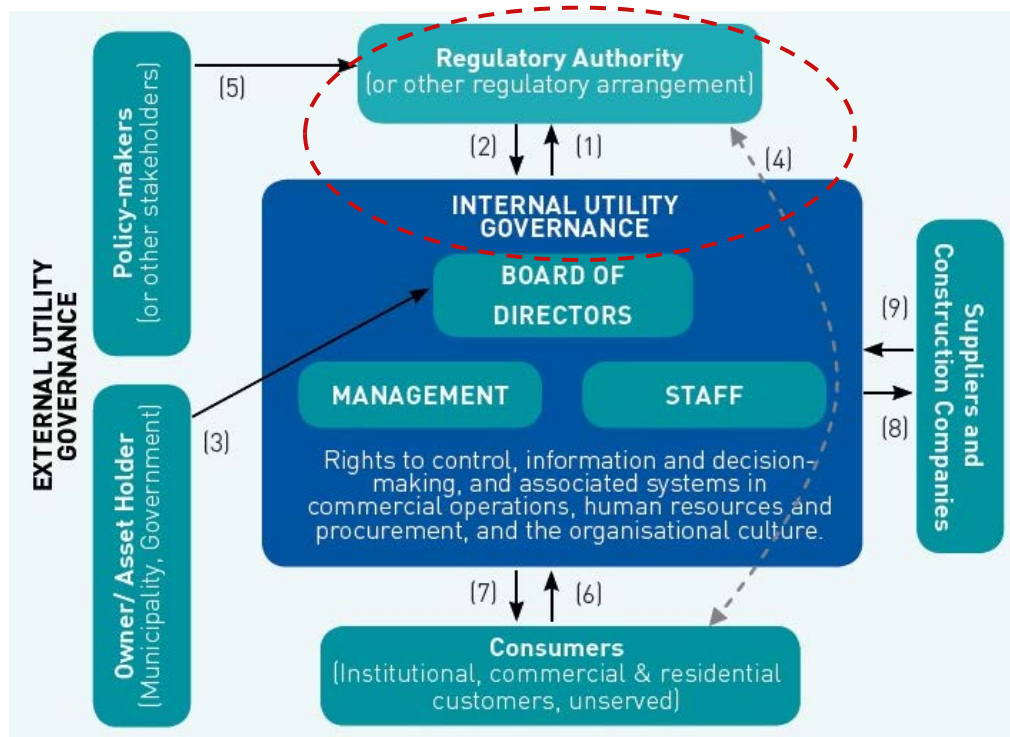 EXTERNAL UTILITY
GOVERNANCE
Policy-makers
(or other stakeholders)
Owner/ Asset Holder
(Municipality, Government)
Regulatory Authority
(or other regulatory arrangement)
(5)
(2)
(1)
(4)
INTERNAL UTILITY
GOVERNANCE
BOARD OF
DIRECTORS
MANAGEMENT
STAFF
(3)
Rights to control, information and decision-
making, and associated systems in
commercial operations, human resources and
procurement, and the organisational culture.
(9)
(8)
Suppliers and
Construction Companies
(7)
(6)
Consumers
(Institutional, commercial & residential
customers, unserved)